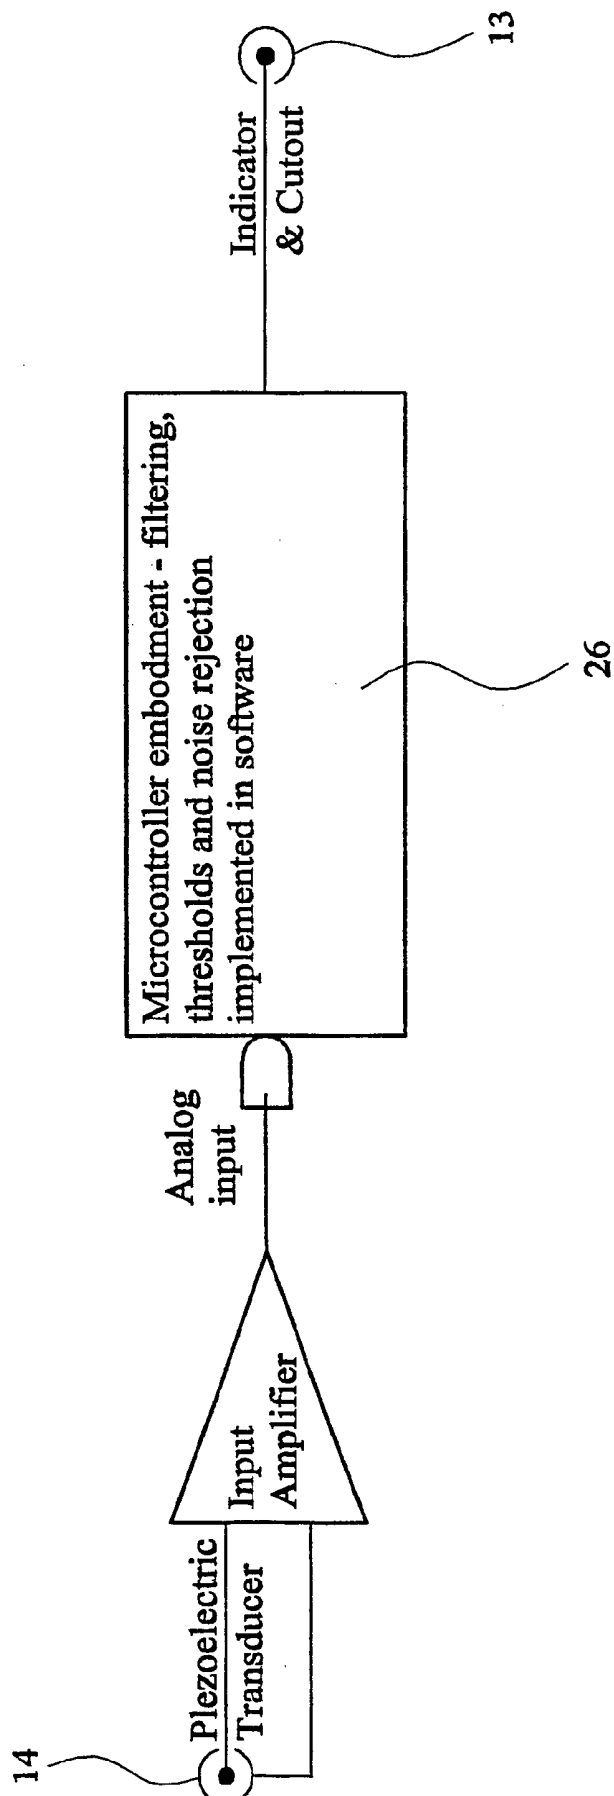 14
Plezoelectric
Transducer
Input
Amplifier
Analog
input
Microcontroller embodment - filtering,
thresholds and noise rejection
implemented in software
26
Indicator
& Cutout
13